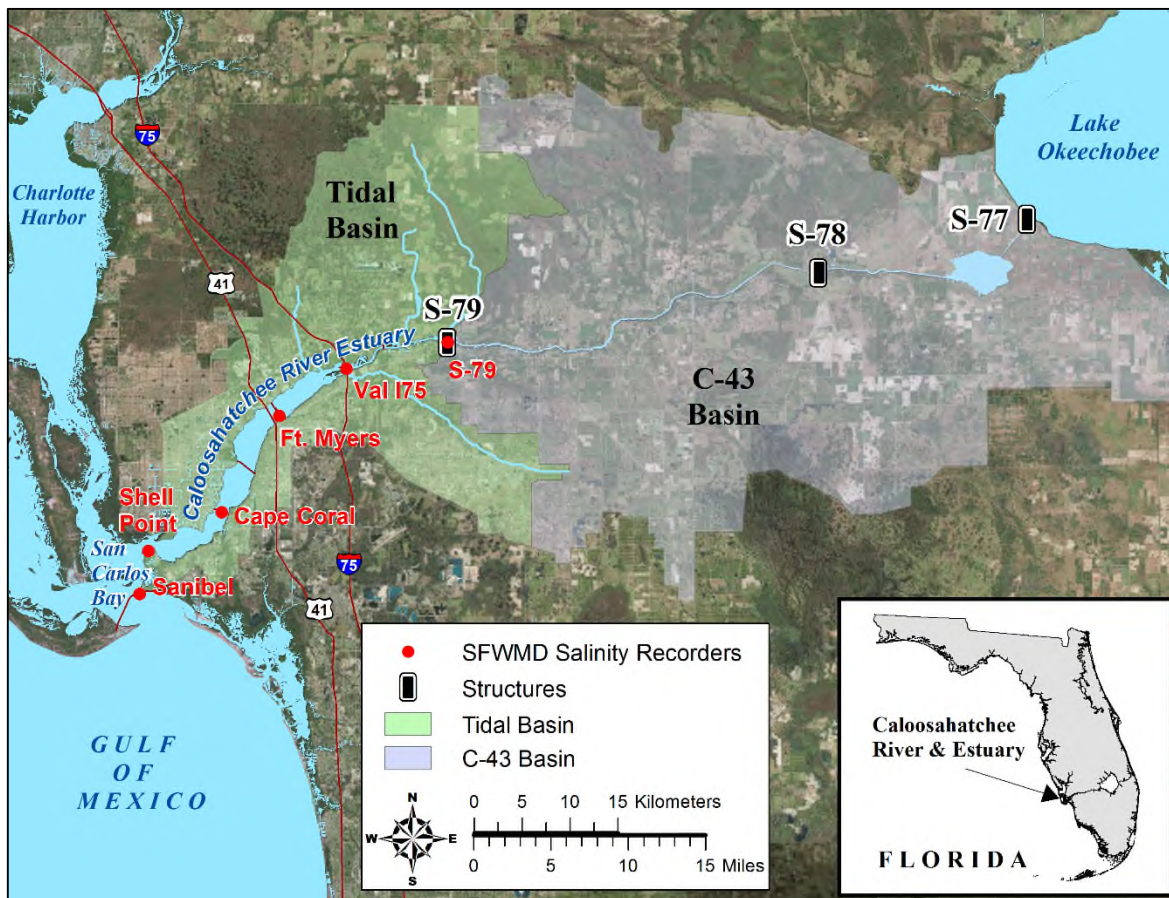 75
Lake
Okeechobee
Charlotte
Harbor
Tidal
Basin
S-77
S-78
41
S-79
S-79
Caloosahatchee River Estuary
Val I75
C-43
Basin
Ft. Myers
Shell
Point
Cape Coral
San
Carlos
Bay
Sanibel
75
41
GULF
OF
MEXICO
SFWMD Salinity Recorders
Structures
Tidal Basin
C-43 Basin
N
W E
S
0 5 10 15 Kilometers
0 5 10 15 Miles
Caloosahatchee
River & Estuary
FLORIDA